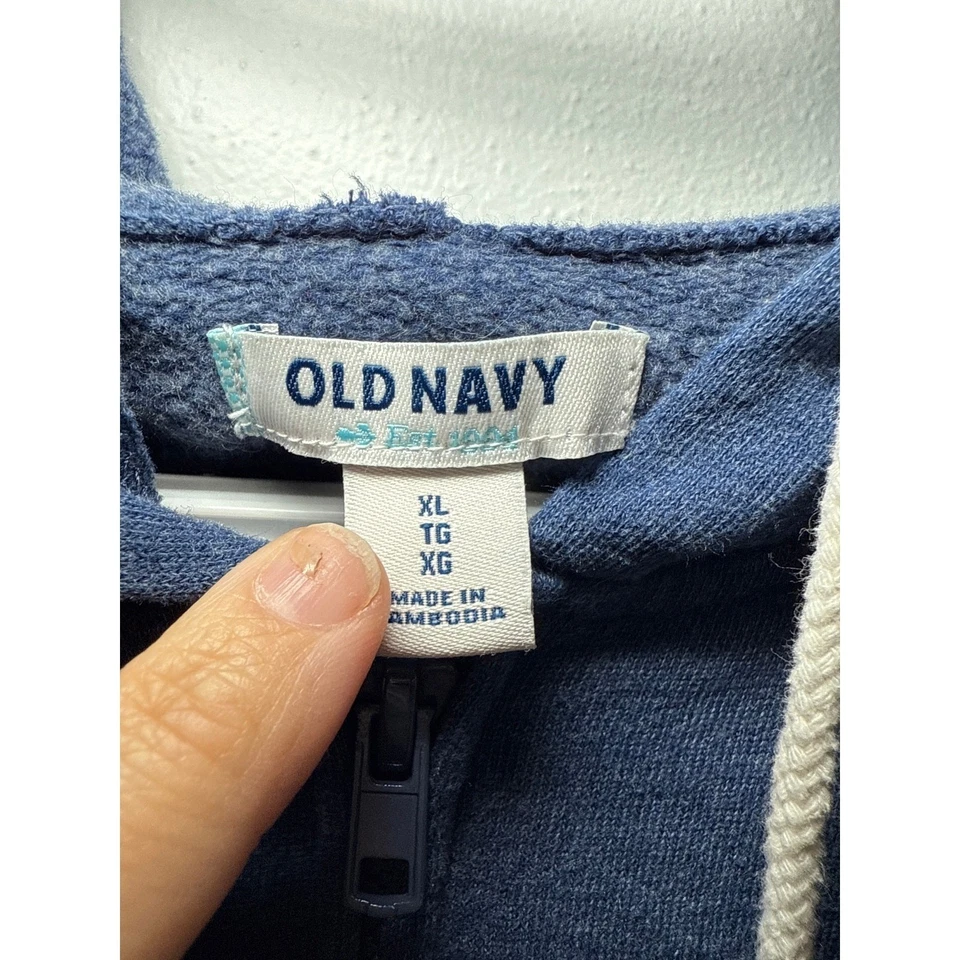 OLD NAVY
Est. 1994
XL
TG
XG
MADE IN
AMBODIA